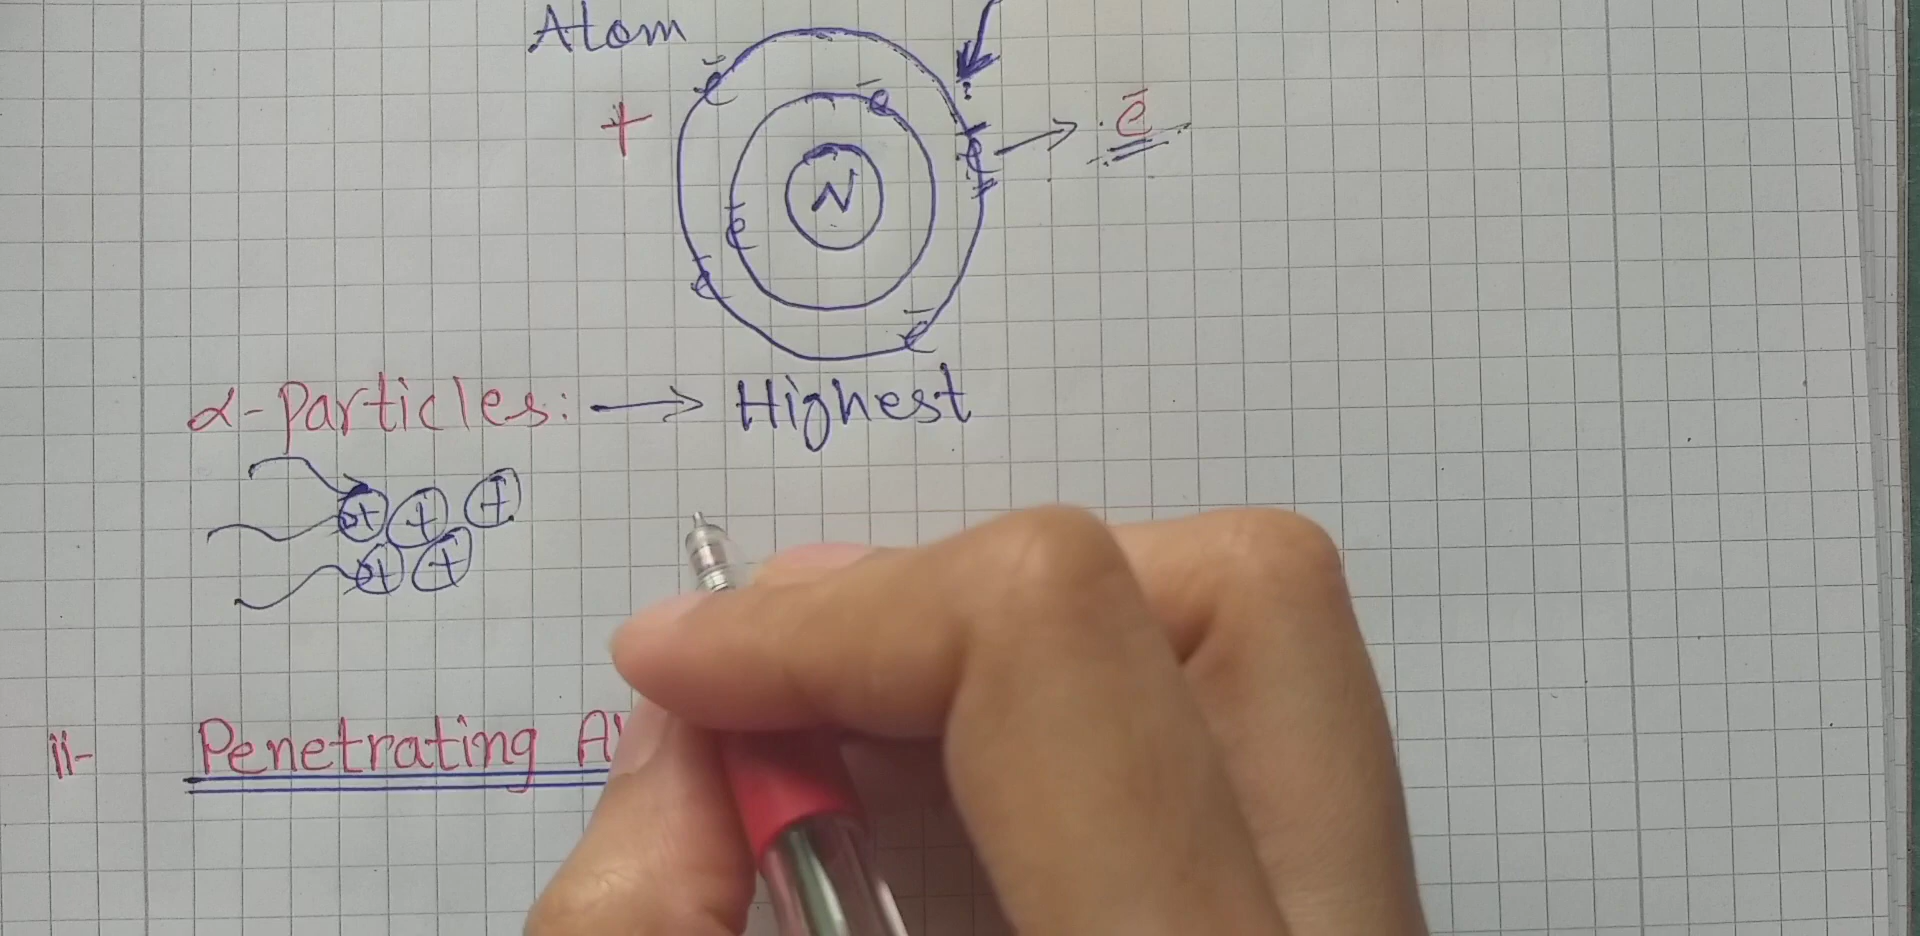 Atom
ē
ē
+
ē
ē
N
ē
ē
ē
α-Particles: → Highest
+ + +
+ +
ii- Penetrating